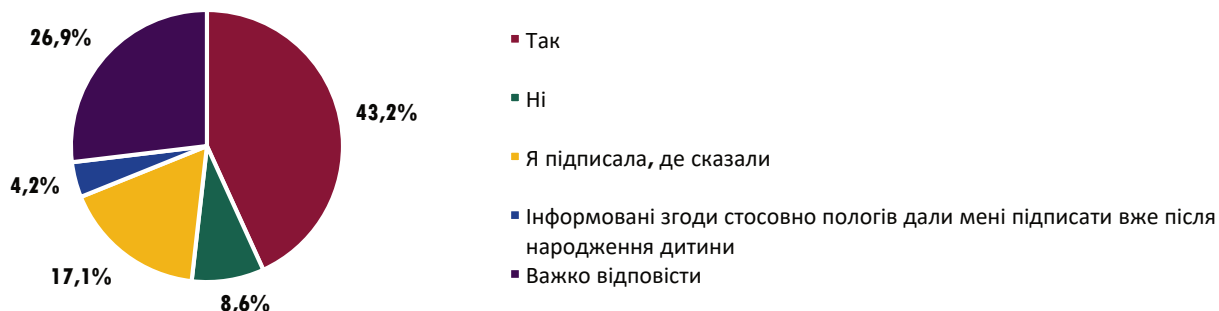 26,9%
43,2%
4,2%
17,1%
8,6%
Так
Ні
Я підписала, де сказали
Інформовані згоди стосовно пологів дали мені підписати вже після
народження дитини
Важко відповісти